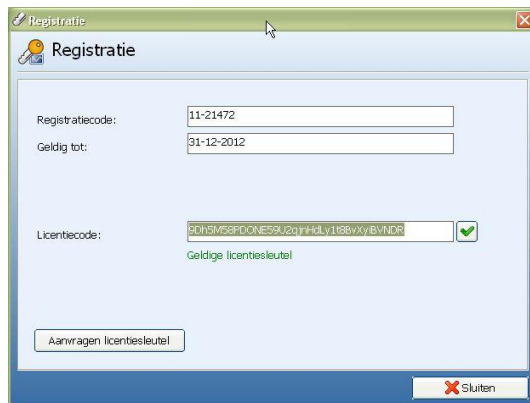 Registratie
Registratie
Registratiecode: 11-21472
Geldig tot: 31-12-2012
Licentiecode: 9Dh5M58PDONE59U2qjnHdLy1t8BvXyiBVNDR
Geldige licentiesleutel
Aanvragen licentiesleutel
Sluiten